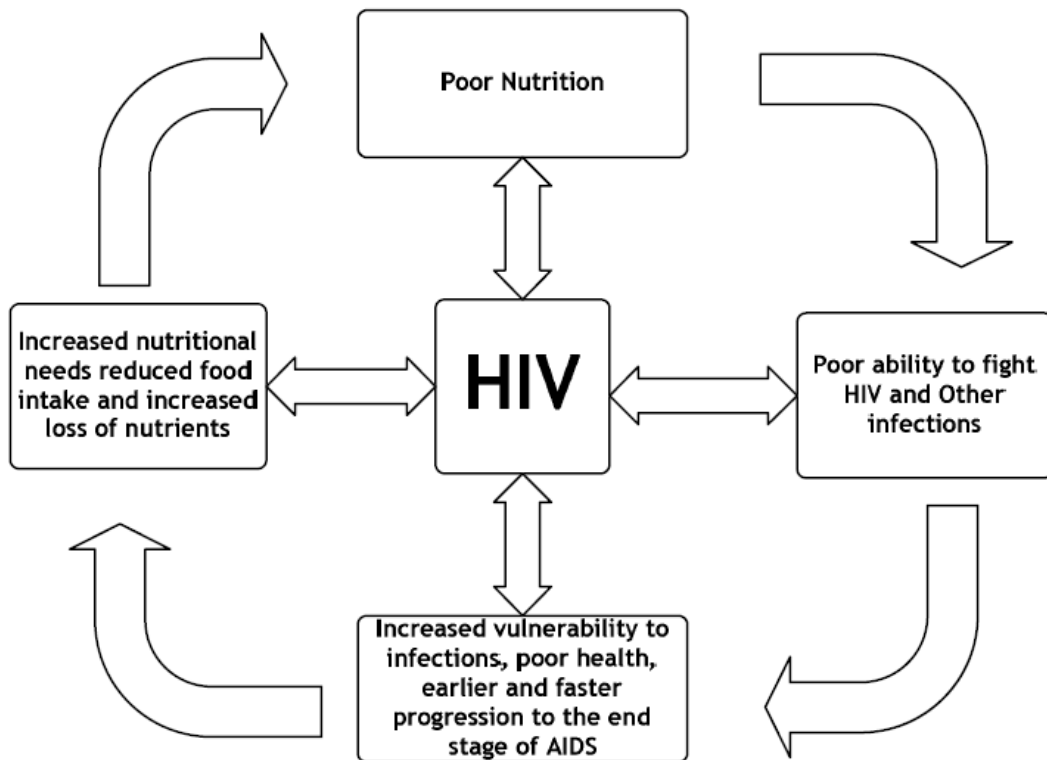 Poor Nutrition
Increased nutritional
needs reduced food
intake and increased
loss of nutrients
HIV
Poor ability to fight
HIV and Other
infections
Increased vulnerability to
infections, poor health,
earlier and faster
progression to the end
stage of AIDS